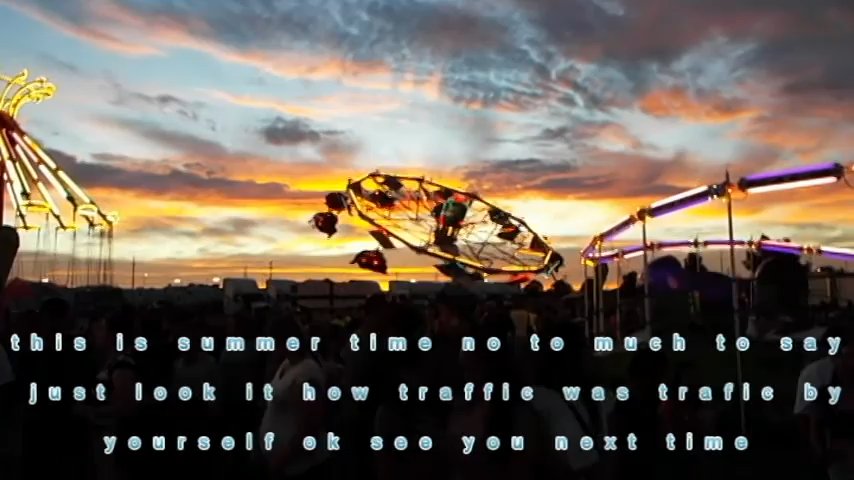 this is summer time no to much to say
just look it how traffic was trafic by
yourself ok see you next time